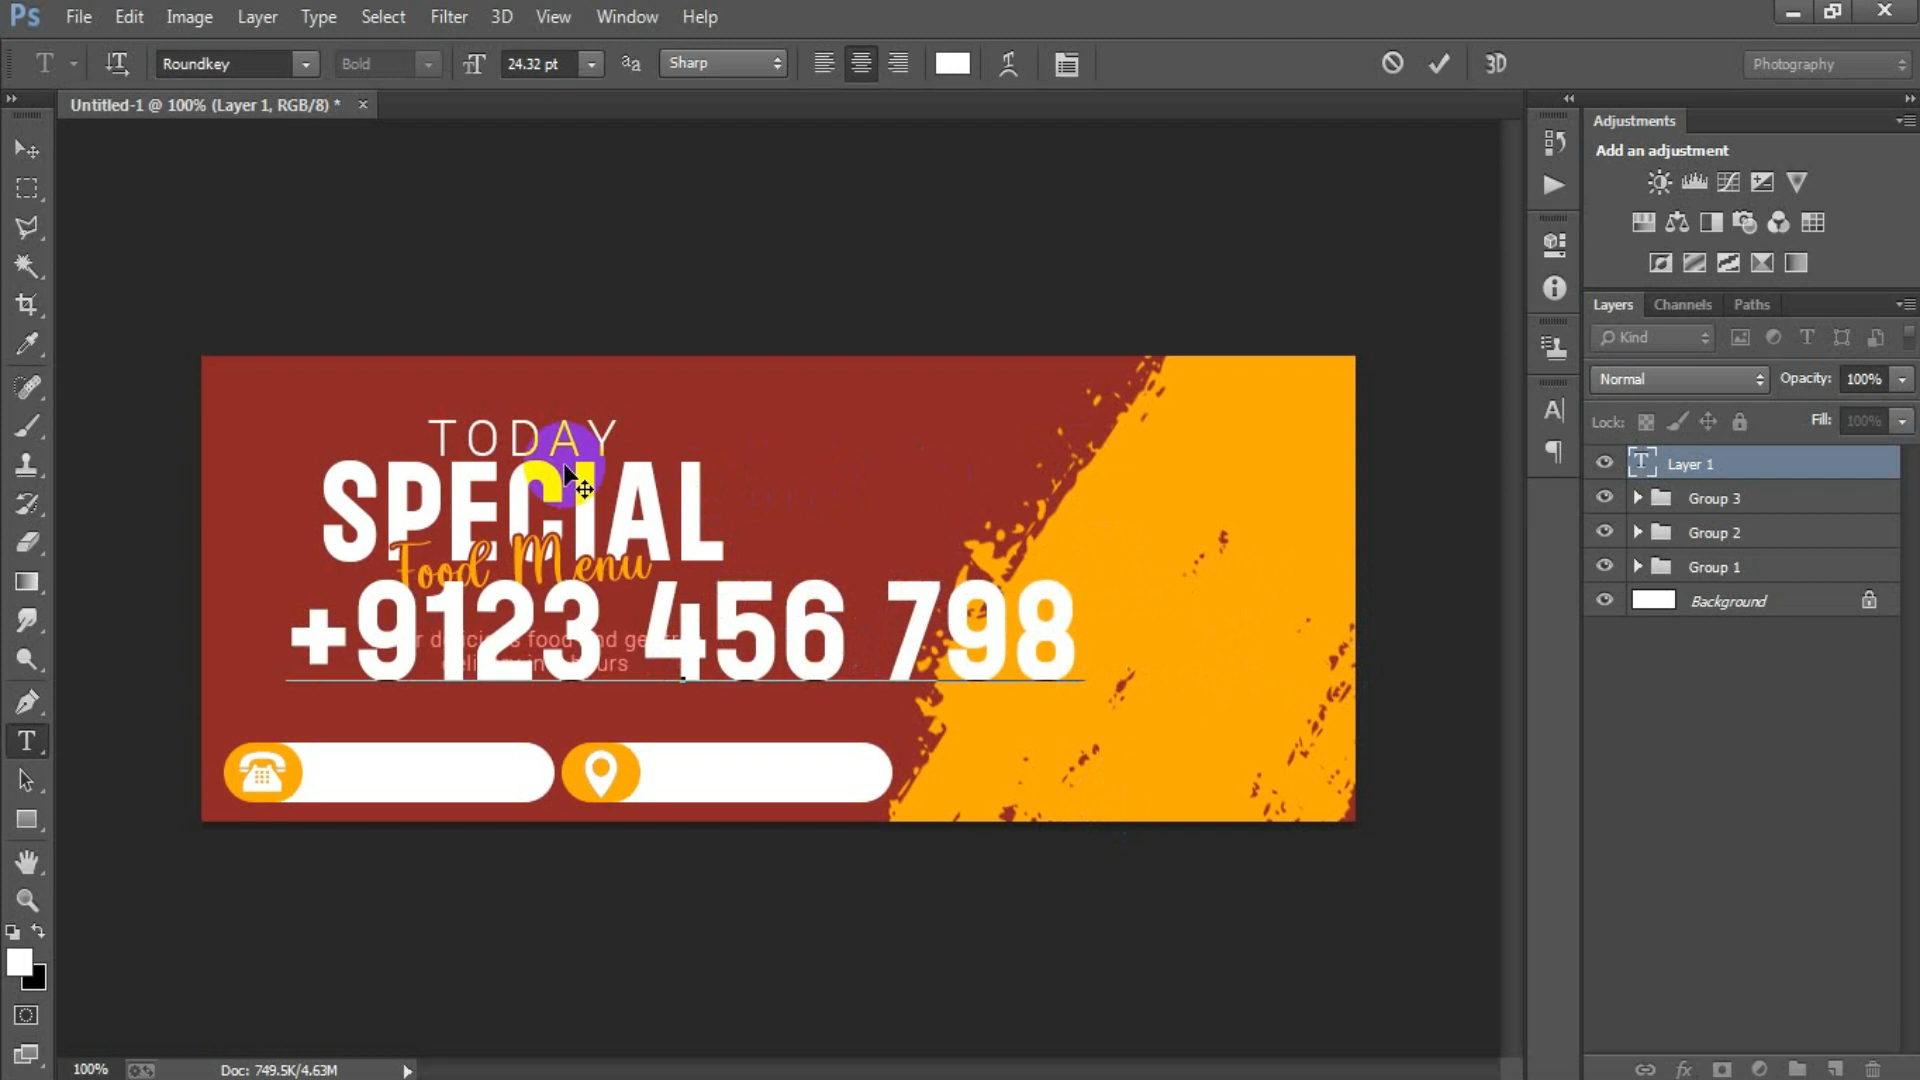 Ps File Edit Image Layer Type Select Filter 3D View Window Help
Roundkey Bold 24.32 pt Sharp 3D Photography
Untitled-1 @ 100% (Layer 1, RGB/8) *
Adjustments
Add an adjustment
Layers Channels Paths
Kind
Normal Opacity: 100%
Lock: Fill: 100%
Layer 1
Group 3
Group 2
Group 1
Background
TODAY
SPECIAL
Food Menu
+9123 456 798
food
100% Doc: 749.5K/4.63M